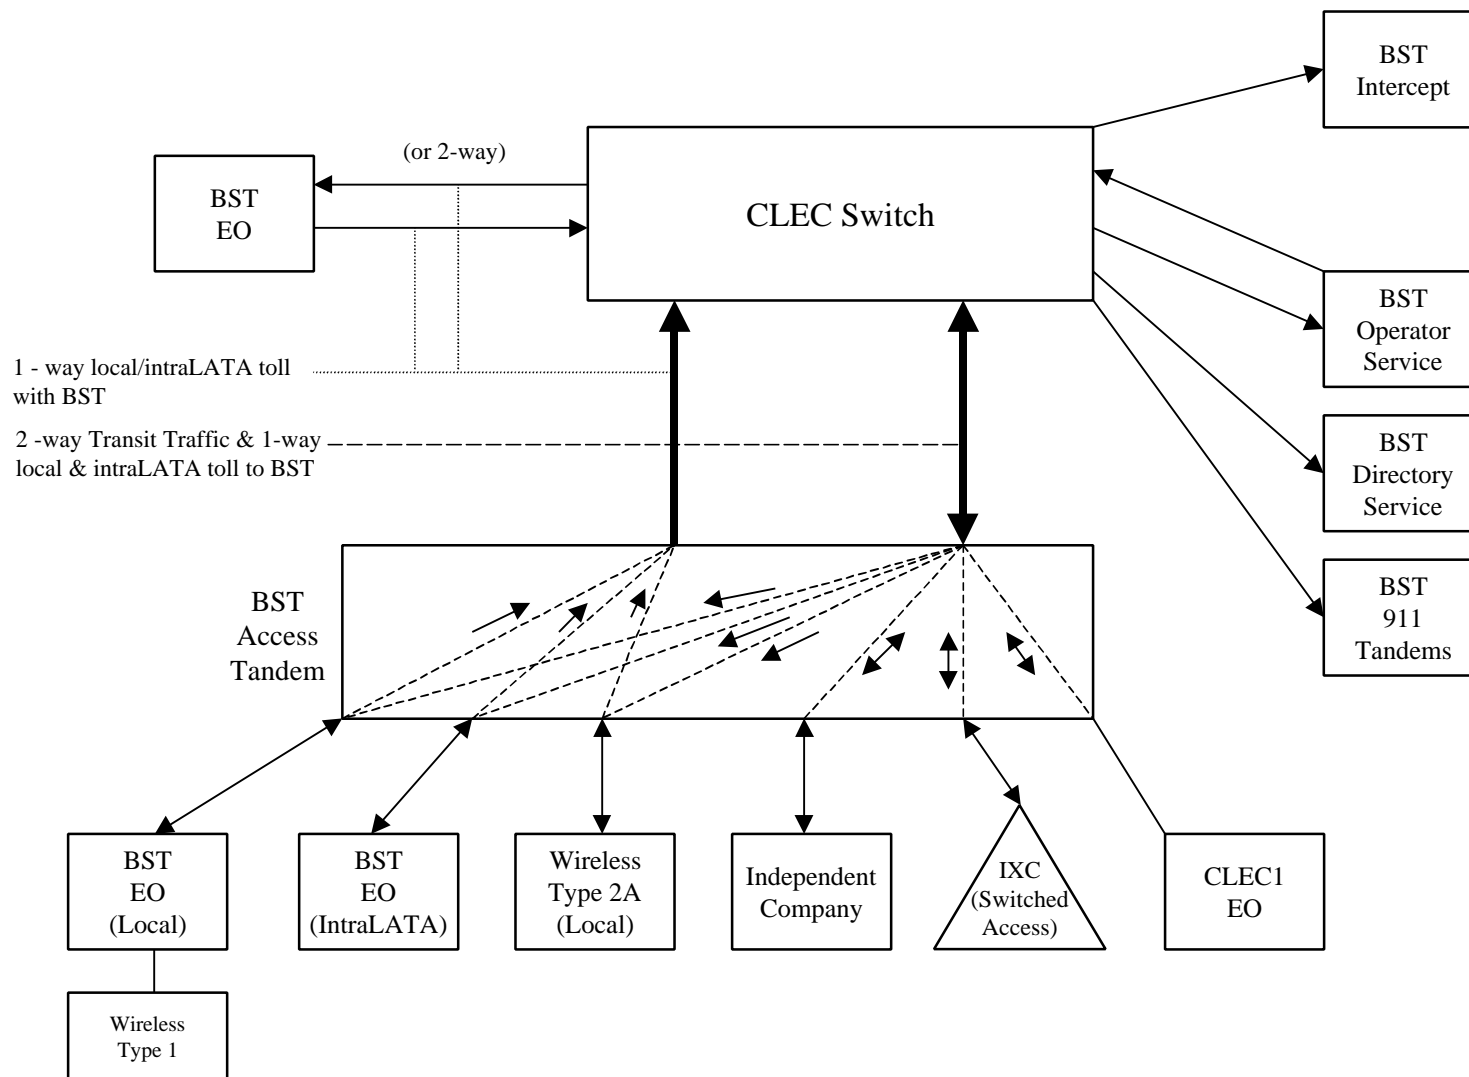 BST
Intercept
(or 2-way)
BST
EO
CLEC Switch
BST
Operator
Service
1 - way local/intraLATA toll
with BST
2 -way Transit Traffic & 1-way
local & intraLATA toll to BST
BST
Directory
Service
BST
911
Tandems
BST
Access
Tandem
BST
EO
(Local)
BST
EO
(IntraLATA)
Wireless
Type 2A
(Local)
Independent
Company
IXC
(Switched
Access)
CLEC1
EO
Wireless
Type 1